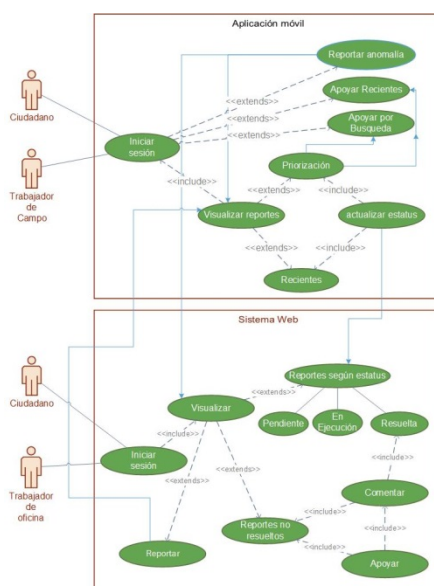 Aplicación móvil
Reportar anomalía
Apoyar Recientes
Apoyar por
Busqueda
<<extends>>
<<extends>>
<<extends>>
Ciudadano
Iniciar
sesión
Trabajador
de
Campo
Priorización
<<include>>
<<extends>>
<<include>>
Visualizar reportes
actualizar estatus
<<extends>>
<<include>>
Recientes
Sistema Web
Reportes según estatus
<<extends>>
Ciudadano
Visualizar
Pendiente
En
Ejecución
Resuelta
<<include>>
<<include>>
Iniciar
sesión
<<extends>>
<<extends>>
Trabajador
de
oficina
Comentar
<<include>>
Reportes no
resueltos
<<include>>
<<include>>
Reportar
Apoyar